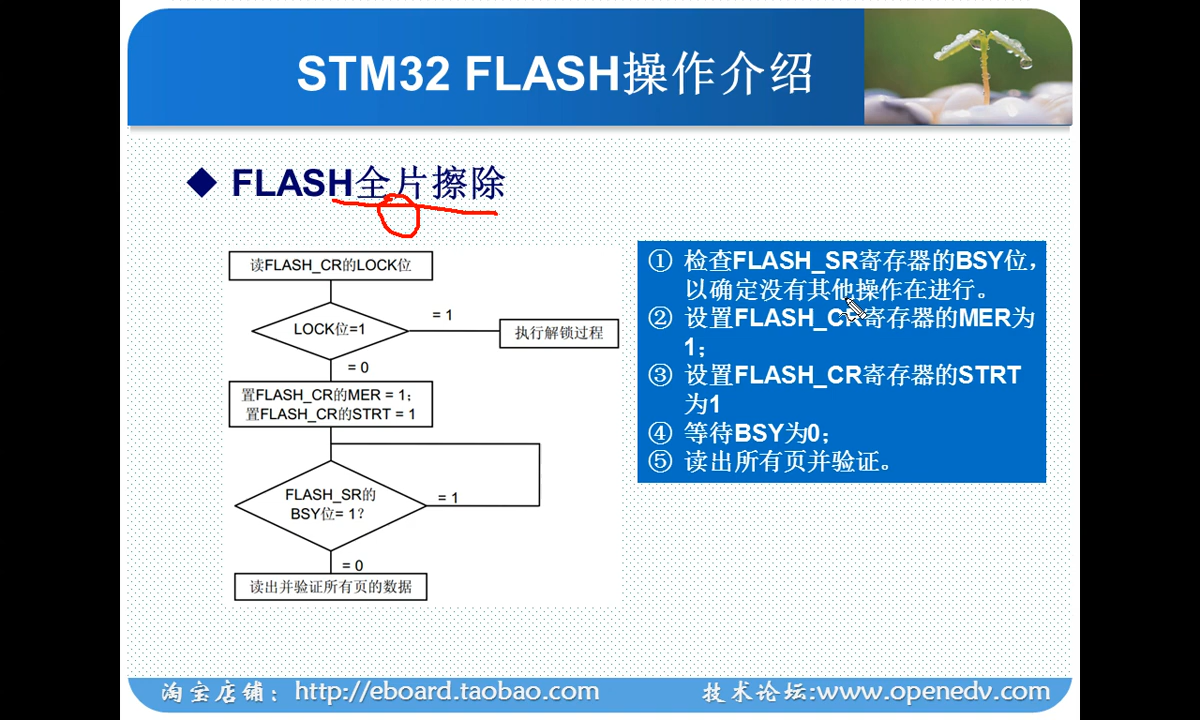 STM32 FLASH操作介绍
◆ FLASH全片擦除
读FLASH_CR的LOCK位
LOCK位=1
= 1
执行解锁过程
= 0
置FLASH_CR的MER = 1;
置FLASH_CR的STRT = 1
FLASH_SR的
BSY位= 1?
= 1
= 0
读出并验证所有页的数据
① 检查FLASH_SR寄存器的BSY位，
以确定没有其他操作在进行。
② 设置FLASH_CR寄存器的MER为
1；
③ 设置FLASH_CR寄存器的STRT
为1
④ 等待BSY为0；
⑤ 读出所有页并验证。
淘宝店铺：http://eboard.taobao.com
技术论坛:www.openedv.com